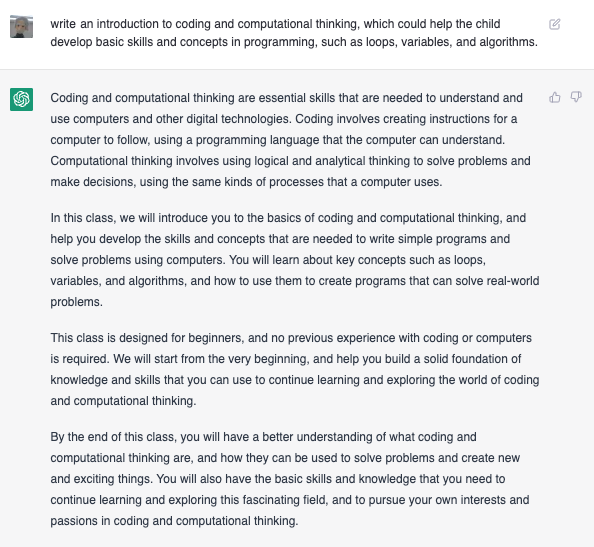 write an introduction to coding and computational thinking, which could help the child
develop basic skills and concepts in programming, such as loops, variables, and algorithms.
Coding and computational thinking are essential skills that are needed to understand and
use computers and other digital technologies. Coding involves creating instructions for a
computer to follow, using a programming language that the computer can understand.
Computational thinking involves using logical and analytical thinking to solve problems and
make decisions, using the same kinds of processes that a computer uses.
In this class, we will introduce you to the basics of coding and computational thinking, and
help you develop the skills and concepts that are needed to write simple programs and
solve problems using computers. You will learn about key concepts such as loops,
variables, and algorithms, and how to use them to create programs that can solve real-world
problems.
This class is designed for beginners, and no previous experience with coding or computers
is required. We will start from the very beginning, and help you build a solid foundation of
knowledge and skills that you can use to continue learning and exploring the world of coding
and computational thinking.
By the end of this class, you will have a better understanding of what coding and
computational thinking are, and how they can be used to solve problems and create new
and exciting things. You will also have the basic skills and knowledge that you need to
continue learning and exploring this fascinating field, and to pursue your own interests and
passions in coding and computational thinking.